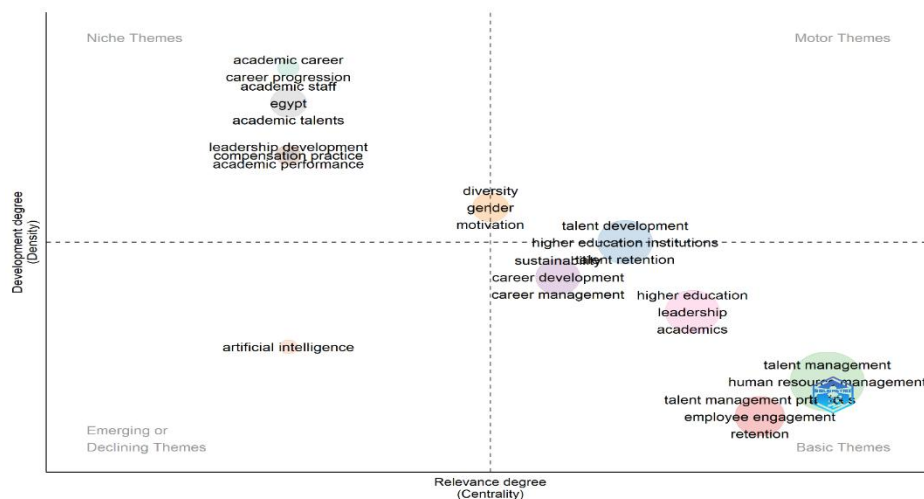 Niche Themes
Motor Themes
academic career
career progression
academic staff
egypt
academic talents
leadership development
compensation practice
academic performance
diversity
gender
motivation
talent development
higher education institutions
talent retention
sustainability
career development
career management
higher education
leadership
academics
artificial intelligence
talent management
human resource management
talent management
employee engagement
retention
Emerging or
Declining Themes
Basic Themes
Development degree
(Density)
Relevance degree
(Centrality)